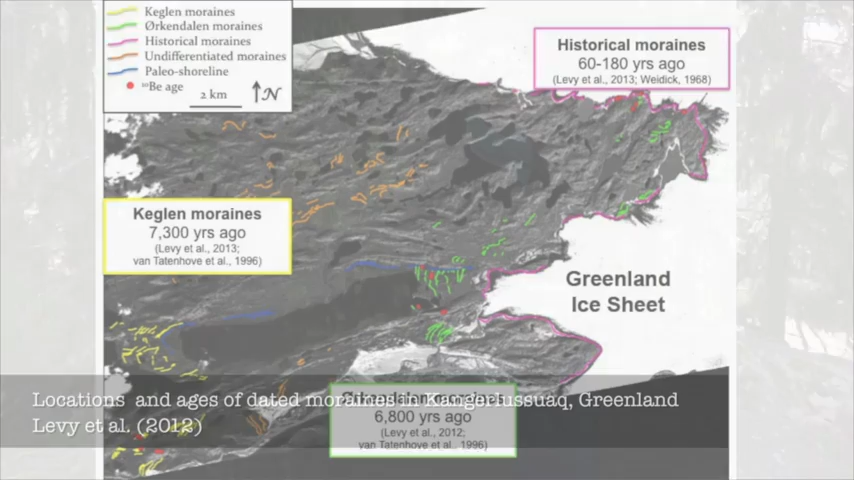 Keglen moraines
Ørkendalen moraines
Historical moraines
Undifferentiated moraines
Paleo-shoreline
¹⁰Be age
2 km
N
Historical moraines
60-180 yrs ago
(Levy et al., 2013; Weidick, 1968)
Keglen moraines
7,300 yrs ago
(Levy et al., 2013;
van Tatenhove et al., 1996)
Greenland
Ice Sheet
Locations and ages of dated moraines in Kangerlussuaq, Greenland
Levy et al. (2012)
6,800 yrs ago
(Levy et al., 2012;
van Tatenhove et al., 1996)